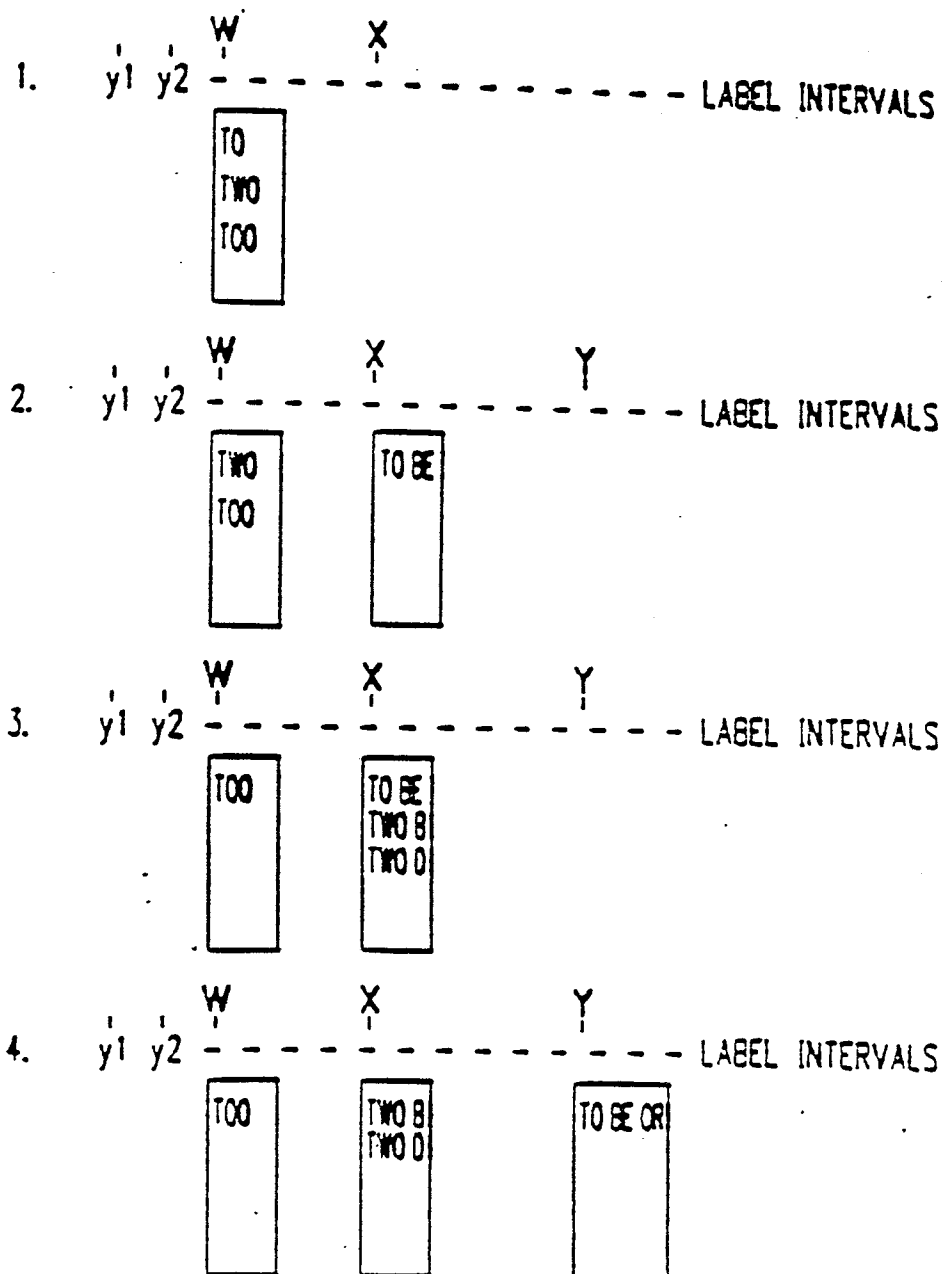 W X
1. y1 y2 LABEL INTERVALS
TO
TWO
TOO
W X Y
2. y1 y2 LABEL INTERVALS
TWO TO BE
TOO
W X Y
3. y1 y2 LABEL INTERVALS
TOO TO BE
TWO B
TWO D
W X Y
4. y1 y2 LABEL INTERVALS
TOO TWO B TO BE OR
TWO D